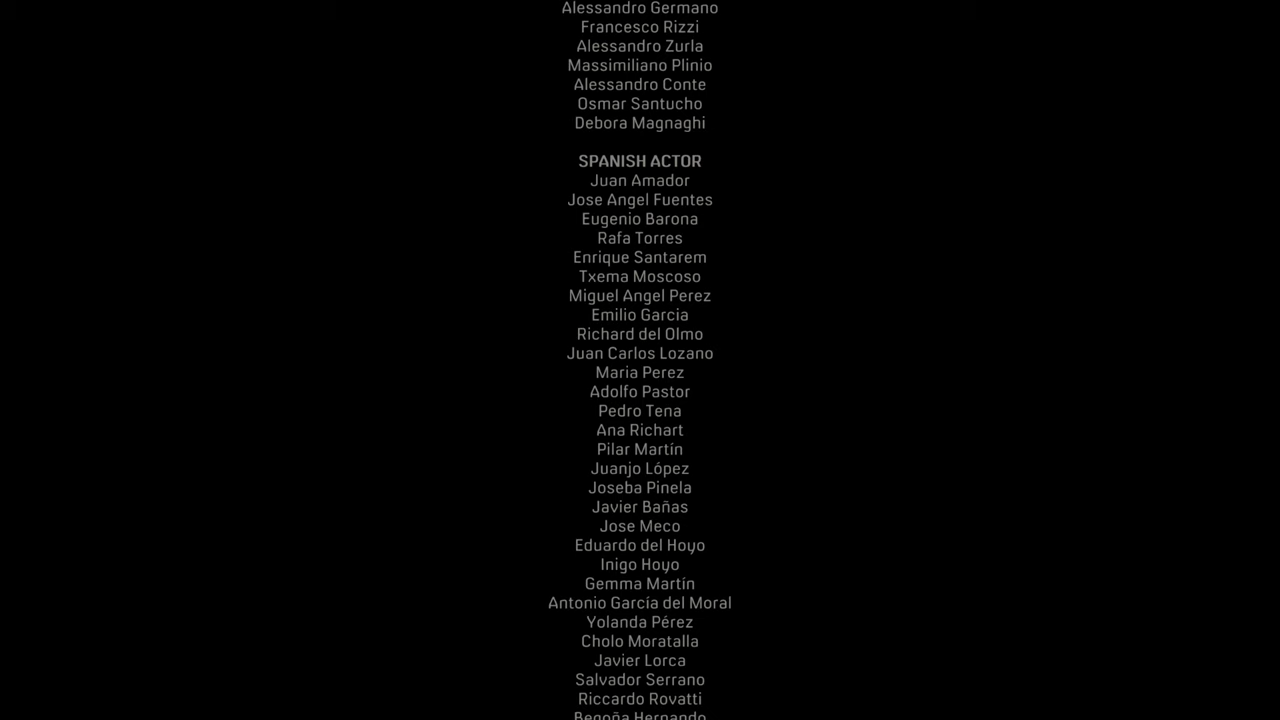 Alessandro Germano
Francesco Rizzi
Alessandro Zurla
Massimiliano Plinio
Alessandro Conte
Osmar Santucho
Debora Magnaghi
SPANISH ACTOR
Juan Amador
Jose Angel Fuentes
Eugenio Barona
Rafa Torres
Enrique Santarem
Txema Moscoso
Miguel Angel Perez
Emilio Garcia
Richard del Olmo
Juan Carlos Lozano
Maria Perez
Adolfo Pastor
Pedro Tena
Ana Richart
Pilar Martín
Juanjo López
Joseba Pinela
Javier Bañas
Jose Meco
Eduardo del Hoyo
Inigo Hoyo
Gemma Martín
Antonio García del Moral
Yolanda Pérez
Cholo Moratalla
Javier Lorca
Salvador Serrano
Riccardo Rovatti
Begoña Hernando